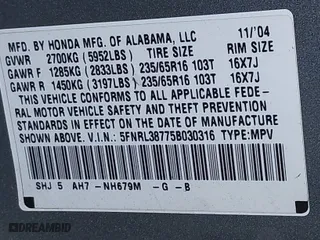 MFD. BY HONDA MFG. OF ALABAMA, LLC 11/'04
GVWR 2700KG (5952LBS) TIRE SIZE RIM SIZE
GAWR F 1285KG (2833LBS) 235/65R16 103T 16X7J
GAWR R 1450KG (3197LBS) 235/65R16 103T 16X7J
THIS VEHICLE CONFORMS TO ALL APPLICABLE FEDE-
RAL MOTOR VEHICLE SAFETY AND THEFT PREVENTION
STANDARDS IN EFFECT ON THE DATE OF MANUFACTURE
SHOWN ABOVE. V.I.N.: 5FNRL38775B030316 TYPE:MPV
SHJ 5 AH7 -NH679M -G -B
DREAMBID